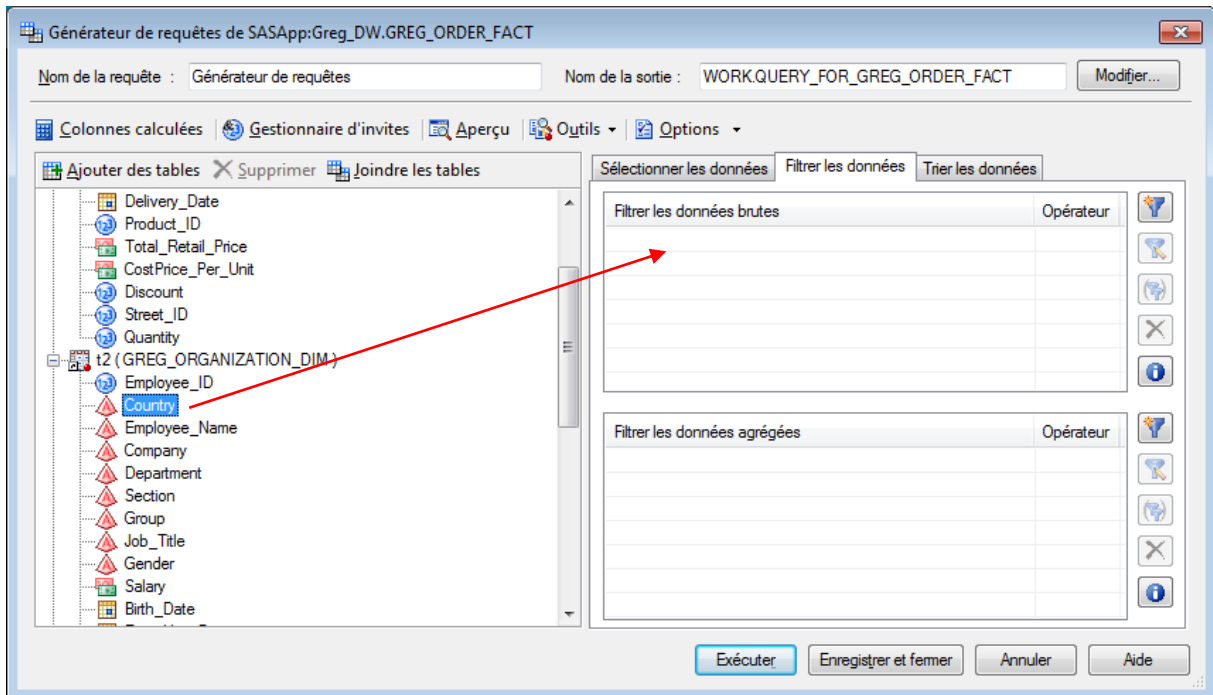 Générateur de requêtes de SASApp:Greg_DW.GREG_ORDER_FACT
Nom de la requête : Générateur de requêtes Nom de la sortie : WORK.QUERY_FOR_GREG_ORDER_FACT Modifier...
Colonnes calculées Gestionnaire d'invites Aperçu Outils Options
Ajouter des tables Supprimer Joindre les tables
Sélectionner les données Filtrer les données Trier les données
Delivery_Date
Product_ID
Total_Retail_Price
CostPrice_Per_Unit
Discount
Street_ID
Quantity
t2 (GREG_ORGANIZATION_DIM)
Employee_ID
Country
Employee_Name
Company
Department
Section
Group
Job_Title
Gender
Salary
Birth_Date
Filtrer les données brutes Opérateur
Filtrer les données agrégées Opérateur
Exécuter Enregistrer et fermer Annuler Aide